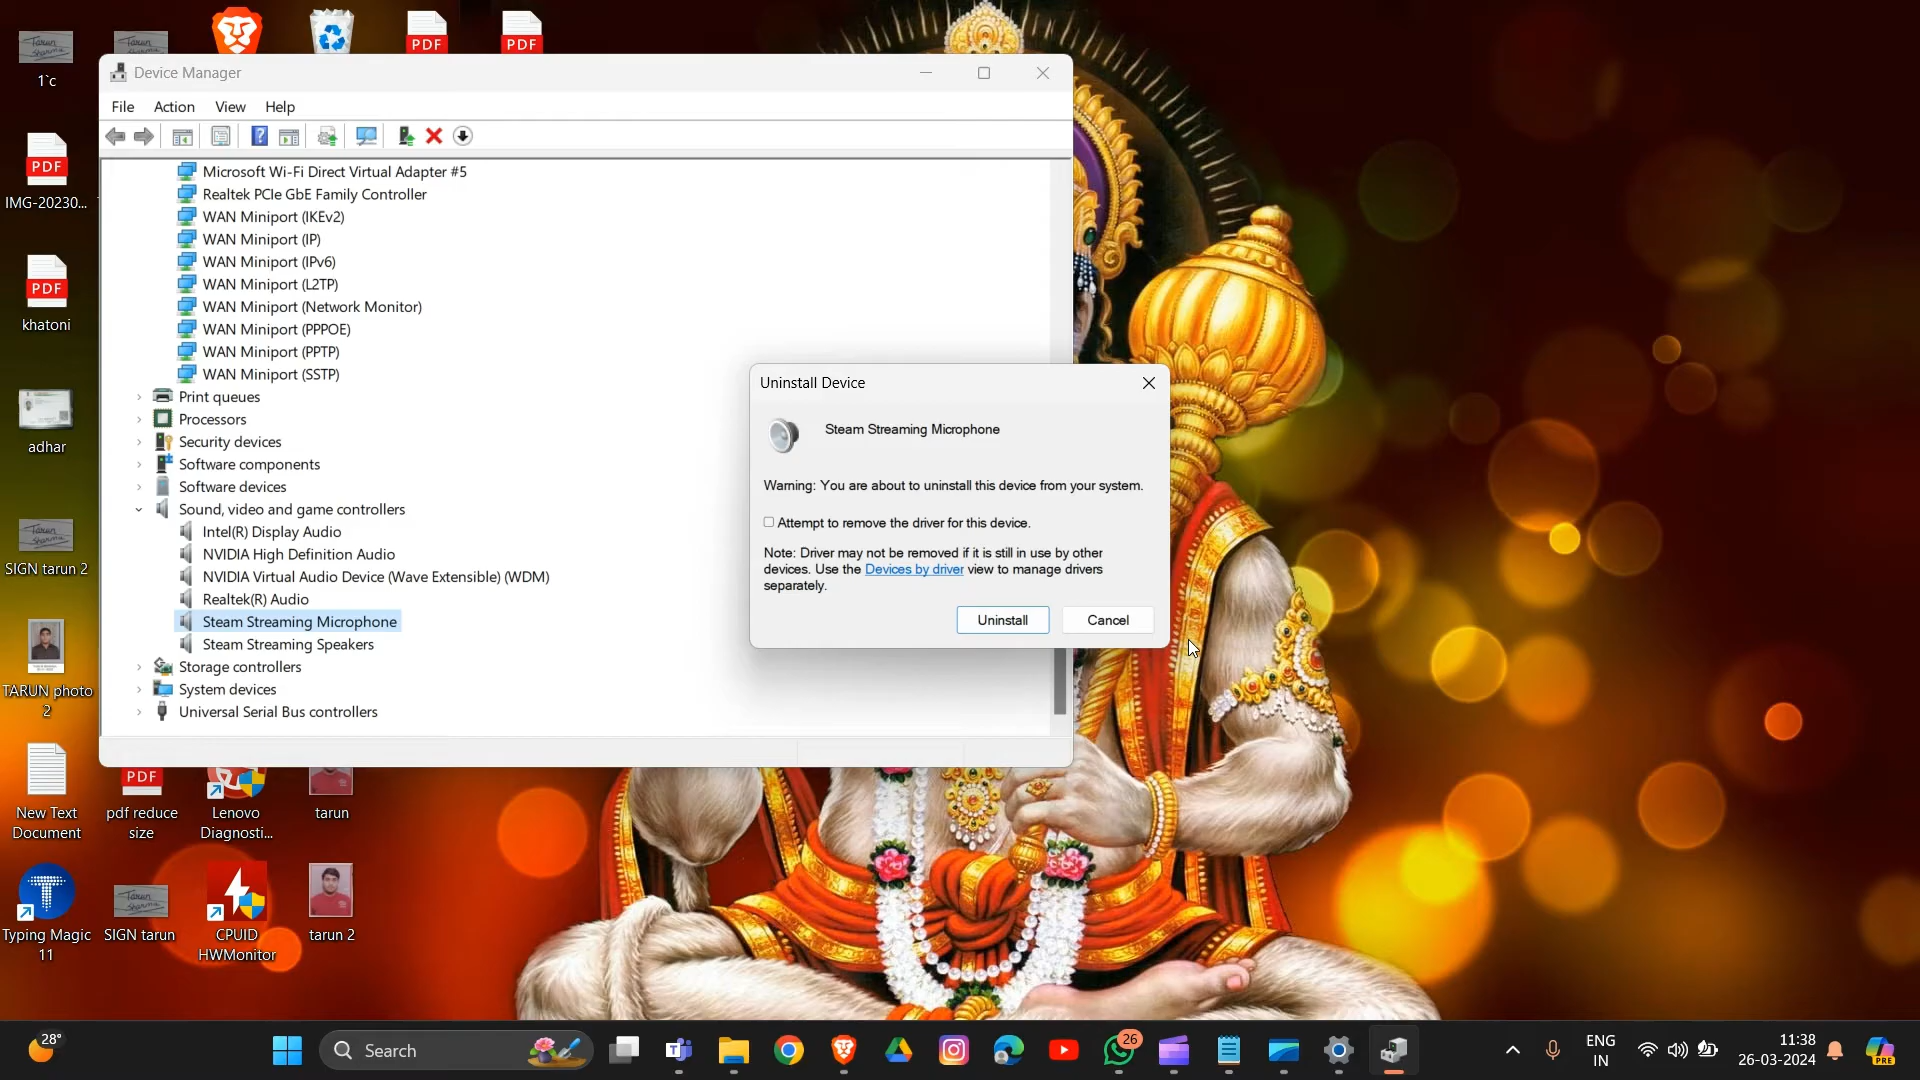 1`c
PDF
PDF
PDF
IMG-20230...
PDF
khatoni
adhar
SIGN tarun 2
TARUN photo
2
New Text
Document
PDF
pdf reduce
size
Lenovo
Diagnosti...
tarun
Typing Magic
11
SIGN tarun
CPUID
HWMonitor
tarun 2
Device Manager
File
Action
View
Help
Microsoft Wi-Fi Direct Virtual Adapter #5
Realtek PCIe GbE Family Controller
WAN Miniport (IKEv2)
WAN Miniport (IP)
WAN Miniport (IPv6)
WAN Miniport (L2TP)
WAN Miniport (Network Monitor)
WAN Miniport (PPPOE)
WAN Miniport (PPTP)
WAN Miniport (SSTP)
Print queues
Processors
Security devices
Software components
Software devices
Sound, video and game controllers
Intel(R) Display Audio
NVIDIA High Definition Audio
NVIDIA Virtual Audio Device (Wave Extensible) (WDM)
Realtek(R) Audio
Steam Streaming Microphone
Steam Streaming Speakers
Storage controllers
System devices
Universal Serial Bus controllers
Uninstall Device
Steam Streaming Microphone
Warning: You are about to uninstall this device from your system.
Attempt to remove the driver for this device.
Note: Driver may not be removed if it is still in use by other
devices. Use the Devices by driver view to manage drivers
separately.
Uninstall
Cancel
28°
Search
26
ENG
IN
11:38
26-03-2024
PRE